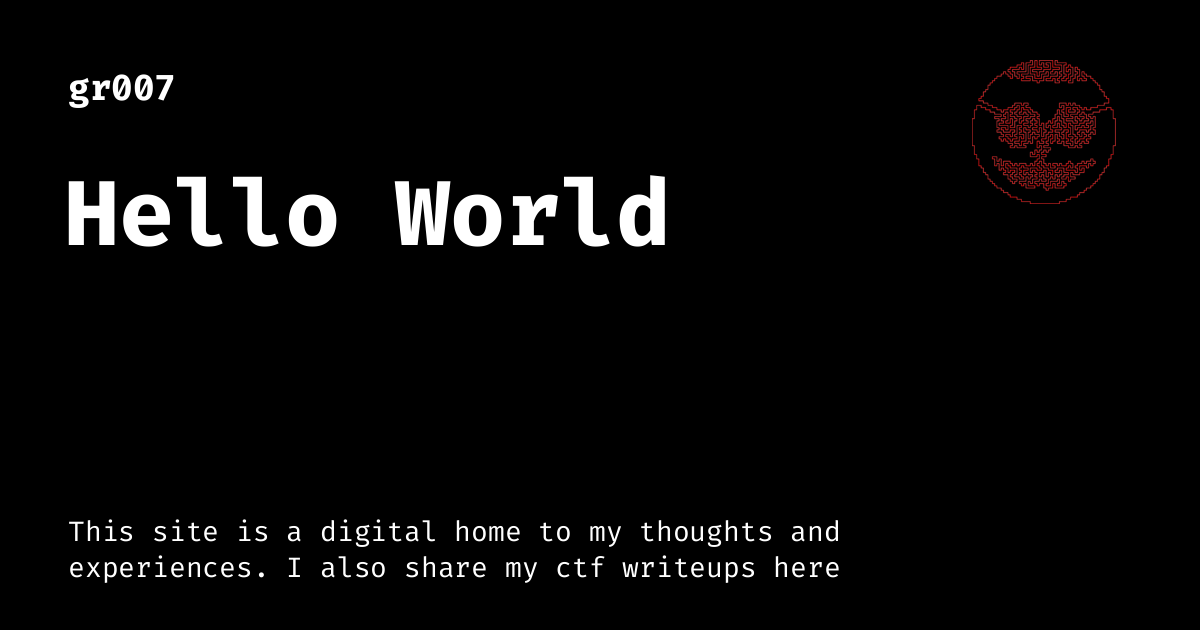 gr007
Hello World
This site is a digital home to my thoughts and
experiences. I also share my ctf writeups here